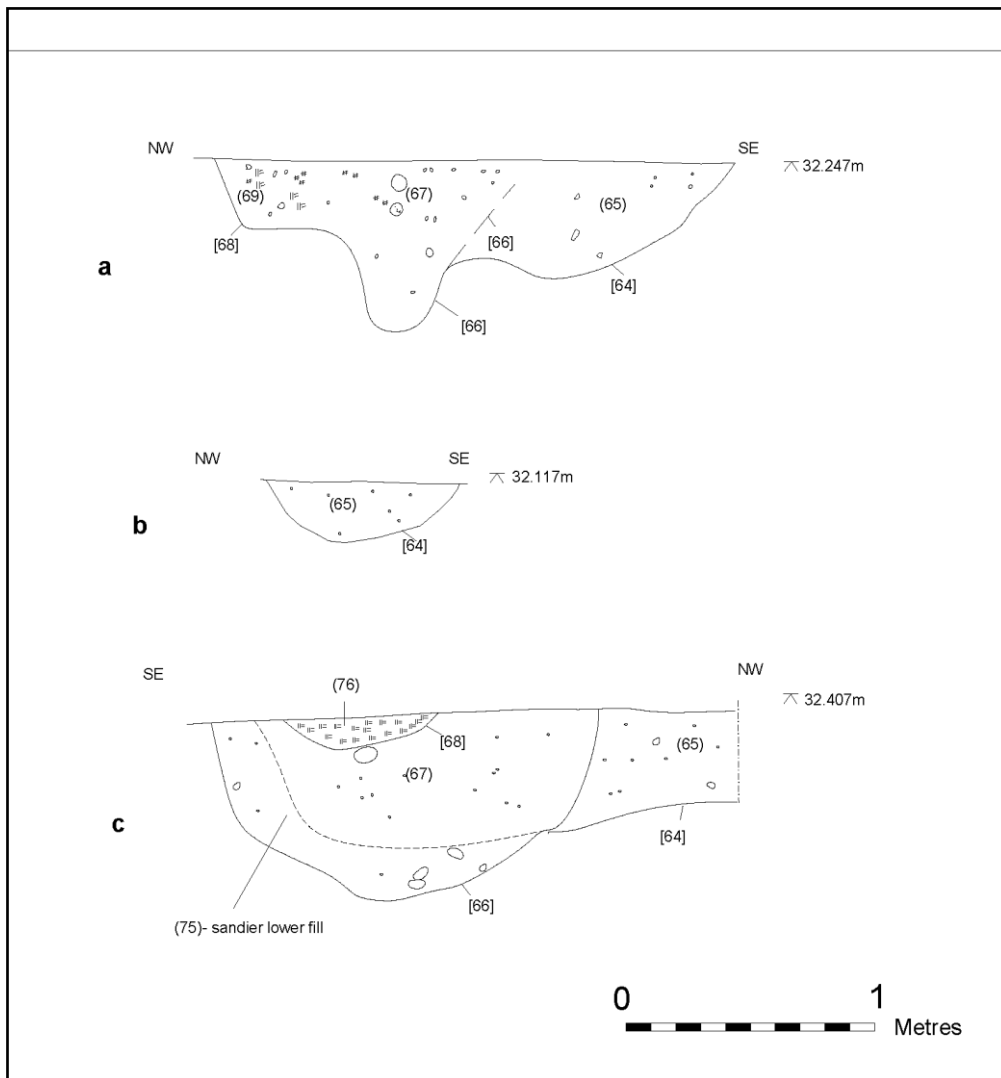 NW SE
32.247m
(69) (67) (65)
[68] [66]
a [64]
[66]
NW SE
32.117m
(65)
b [64]
SE NW
(76) 32.407m
[68] (65)
(67)
c [64]
[66]
(75)- sandier lower fill
0 1
Metres